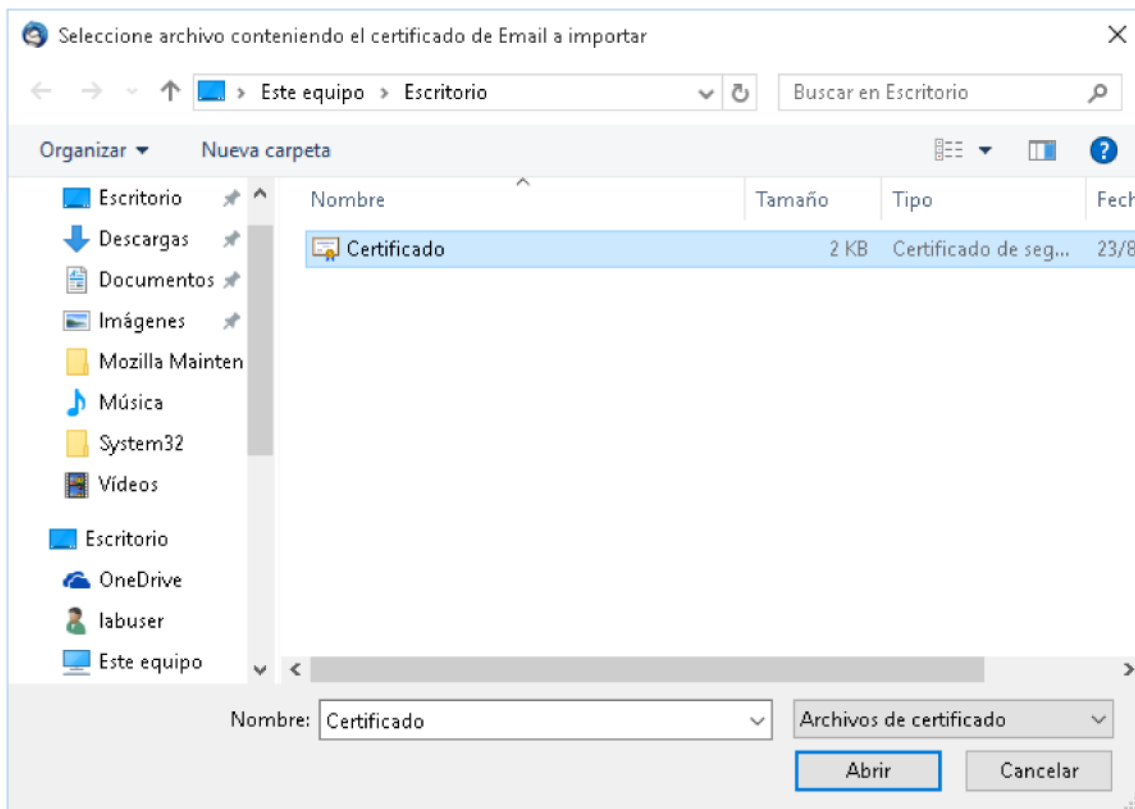 Seleccione archivo conteniendo el certificado de Email a importar
Este equipo > Escritorio
Buscar en Escritorio
Organizar
Nueva carpeta
Nombre Tamaño Tipo Fech
Certificado 2 KB Certificado de seg... 23/8
Escritorio
Descargas
Documentos
Imágenes
Mozilla Mainten
Música
System32
Vídeos
Escritorio
OneDrive
labuser
Este equipo
Nombre: Certificado
Archivos de certificado
Abrir
Cancelar